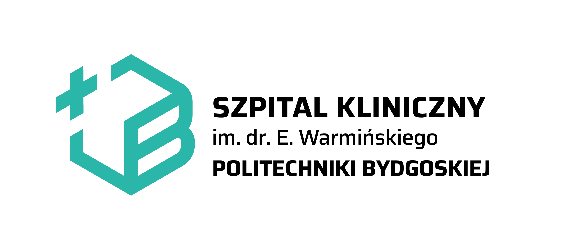 SZPITAL KLINICZNY
im. dr. E. Warmińskiego
POLITECHNIKI BYDGOSKIEJ